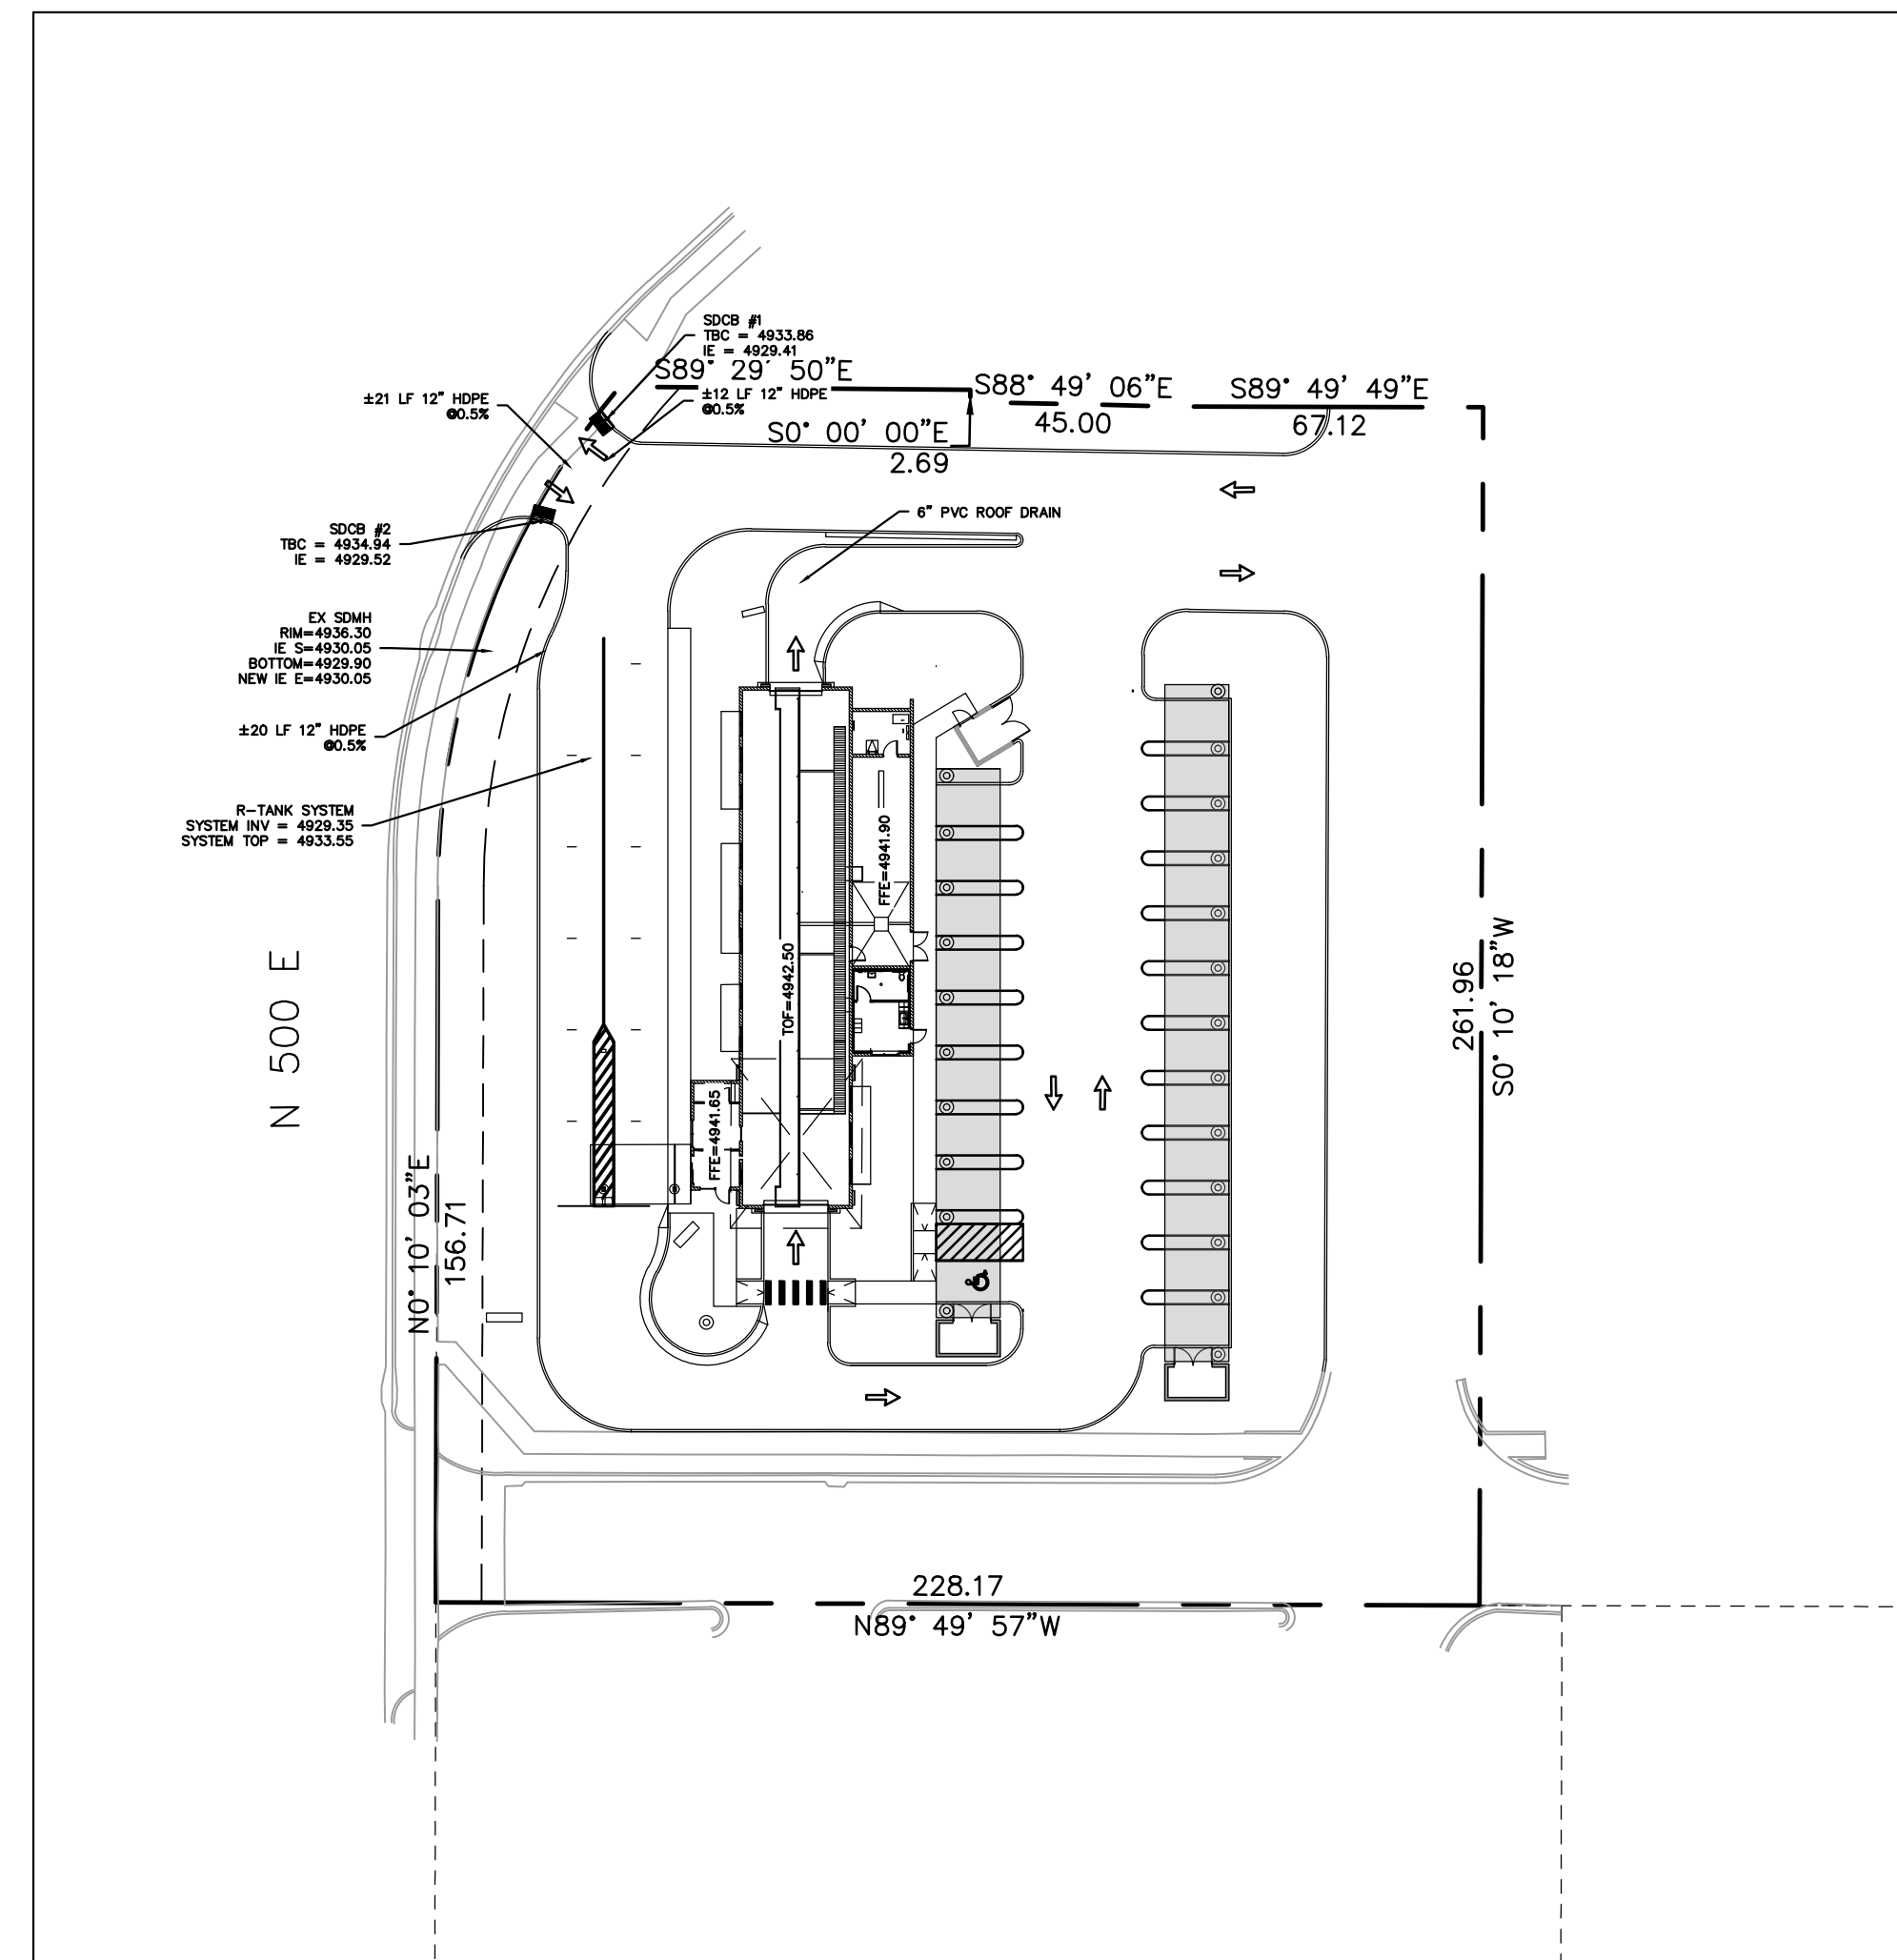 SDCB #1
TBC = 4933.86
IE = 4929.41
S89° 29' 50"E
±12 LF 12" HDPE
@0.5%
±21 LF 12" HDPE
@0.5%
S88° 49' 06"E
45.00
S89° 49' 49"E
67.12
S0° 00' 00"E
2.69
6" PVC ROOF DRAIN
SDCB #2
TBC = 4934.94
IE = 4929.52
EX SDMH
RIM=4936.30
IE S=4930.05
BOTTOM=4929.90
NEW IE E=4930.05
±20 LF 12" HDPE
@0.5%
R-TANK SYSTEM
SYSTEM INV = 4929.35
SYSTEM TOP = 4933.55
FFE=4941.90
TOF=4942.50
FFE=4941.65
N 500 E
261.96
S0° 10' 18"W
N0° 10' 03"E
156.71
228.17
N89° 49' 57"W